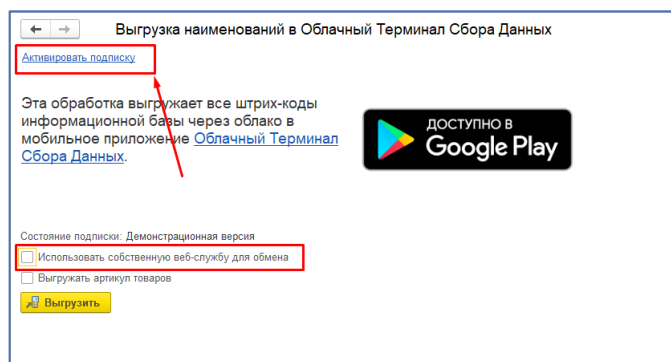 Выгрузка наименований в Облачный Терминал Сбора Данных
Активировать подписку
Эта обработка выгружает все штрих-коды
информационной базы через облако в
мобильное приложение Облачный Терминал
Сбора Данных.
ДОСТУПНО В
Google Play
Состояние подписки: Демонстрационная версия
Использовать собственную веб-службу для обмена
Выгружать артикул товаров
Выгрузить